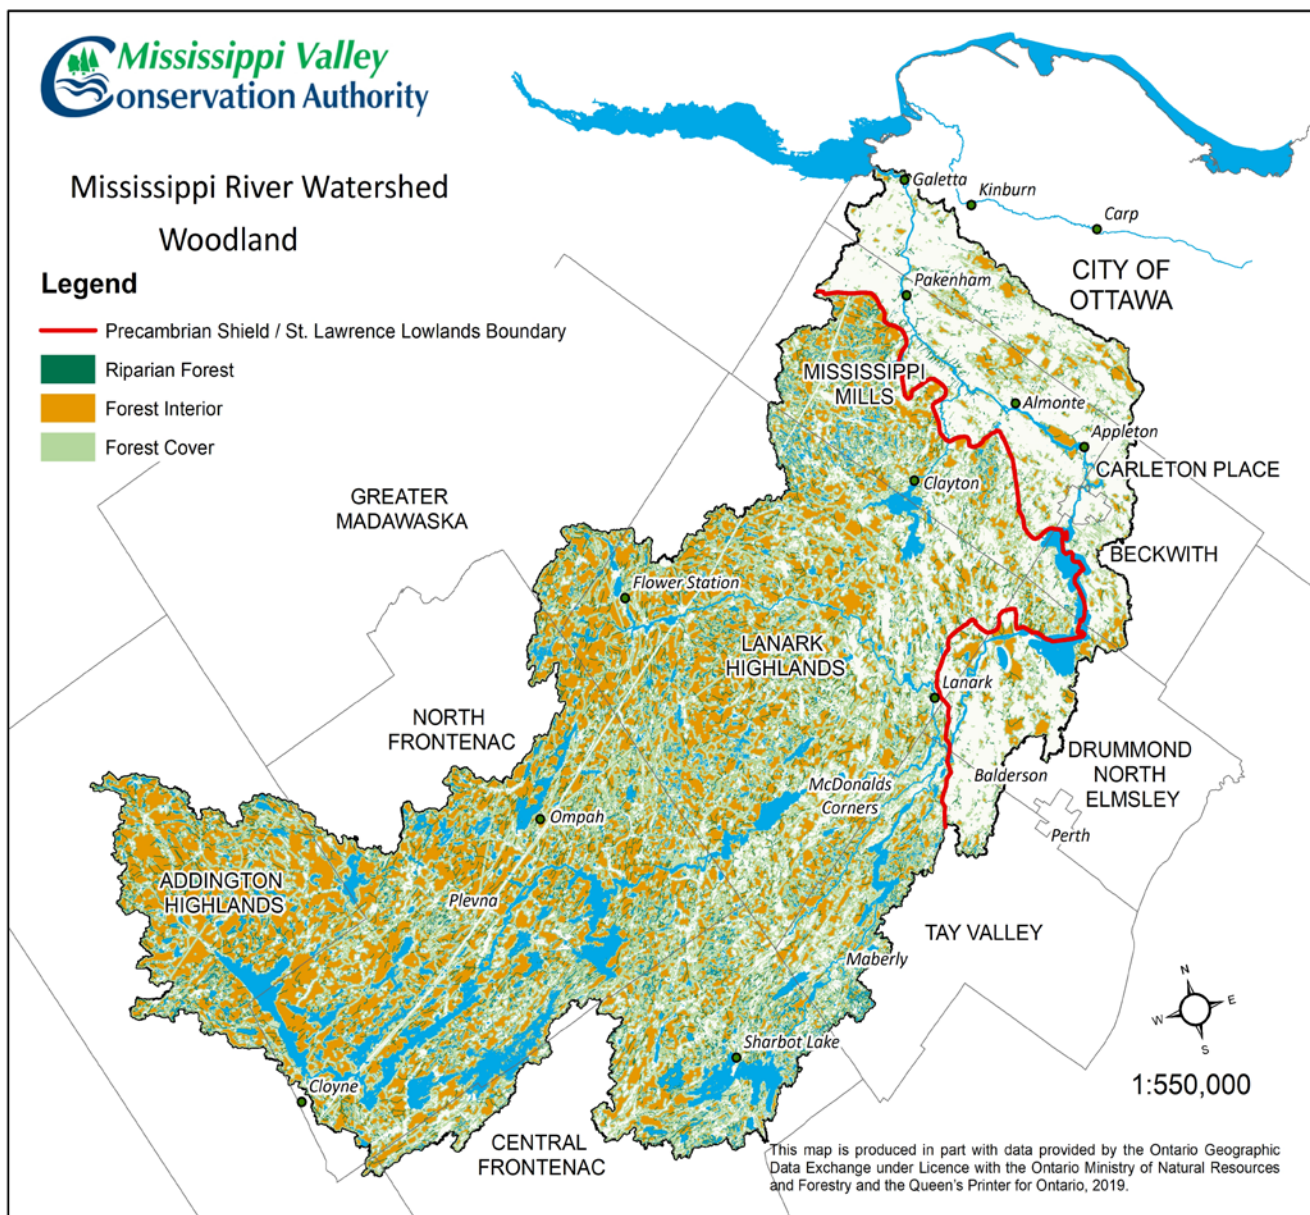 Mississippi Valley
Conservation Authority
Mississippi River Watershed
Woodland
Legend
Precambrian Shield / St. Lawrence Lowlands Boundary
Riparian Forest
Forest Interior
Forest Cover
Galetta
Kinburn
Carp
CITY OF
OTTAWA
Pakenham
MISSISSIPPI
MILLS
Almonte
Appleton
CARLETON PLACE
Clayton
GREATER
MADAWASKA
BECKWITH
Flower Station
LANARK
HIGHLANDS
Lanark
NORTH
FRONTENAC
DRUMMOND
NORTH
ELMSLEY
Balderson
McDonalds
Corners
Perth
Ompah
ADDINGTON
HIGHLANDS
Plevna
TAY VALLEY
Maberly
Sharbot Lake
Cloyne
CENTRAL
FRONTENAC
N
E
W
S
1:550,000
This map is produced in part with data provided by the Ontario Geographic
Data Exchange under Licence with the Ontario Ministry of Natural Resources
and Forestry and the Queen's Printer for Ontario, 2019.